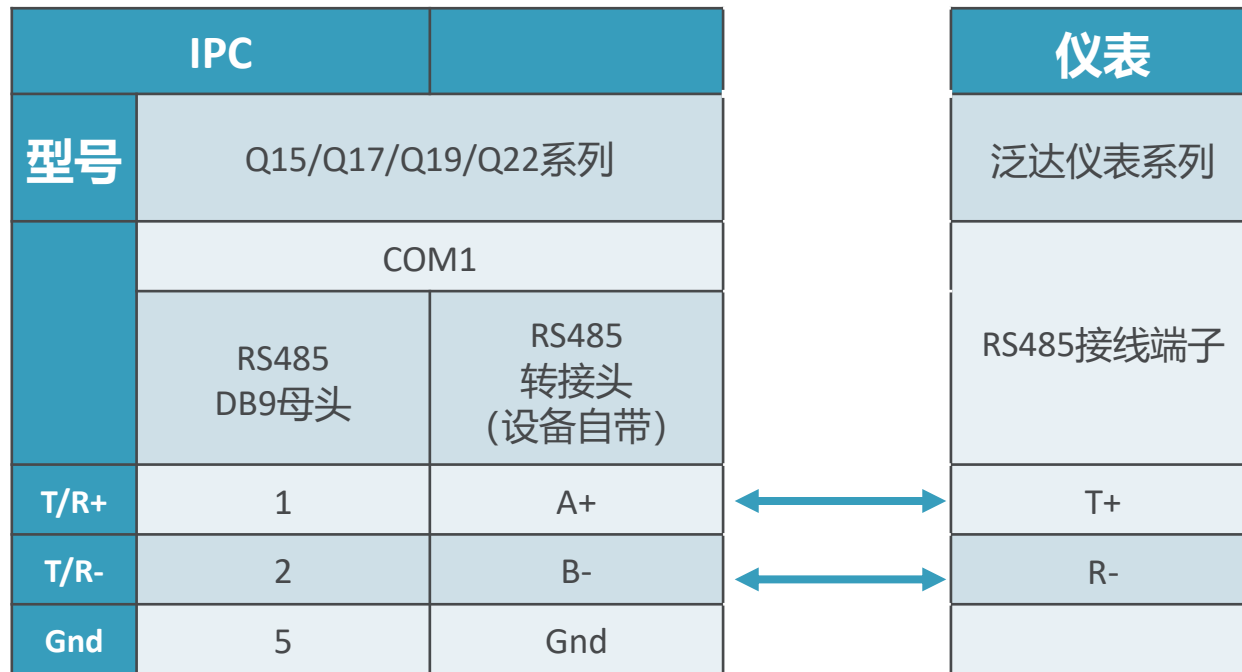 IPC
仪表
型号
Q15/Q17/Q19/Q22系列
泛达仪表系列
COM1
RS485
DB9母头
RS485
转接头
（设备自带）
RS485接线端子
T/R+
1
A+
T+
T/R-
2
B-
R-
Gnd
5
Gnd